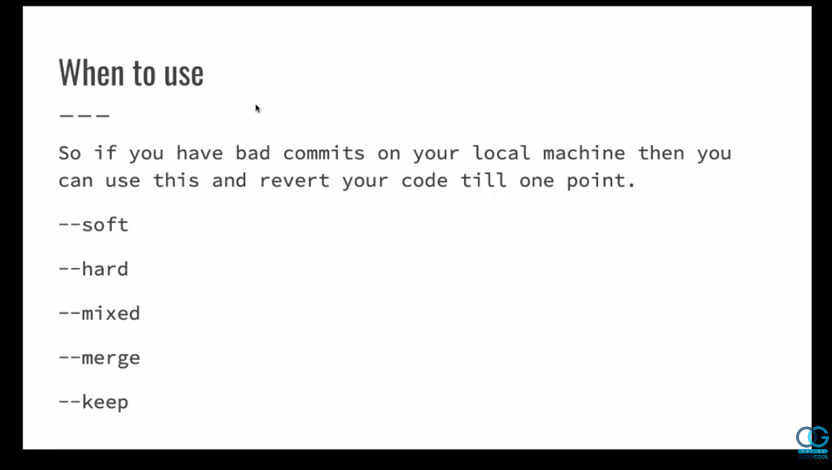 When to use
---
So if you have bad commits on your local machine then you
can use this and revert your code till one point.
--soft
--hard
--mixed
--merge
--keep